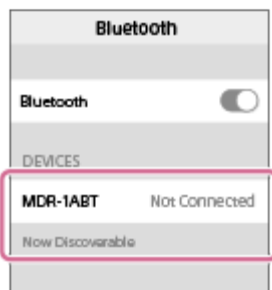 Bluetooth
Bluetooth
DEVICES
MDR-1ABT Not Connected
Now Discoverable